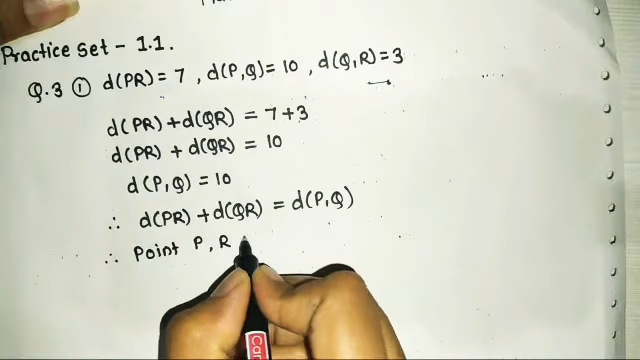 Practice Set - 1.1.
Q.3 ① d(PR) = 7 , d(P,Q) = 10 , d(Q,R) = 3
d(PR) + d(QR) = 7+3
d(PR) + d(QR) = 10
d(P,Q) = 10
∴ d(PR) + d(QR) = d(P,Q)
∴ Point P, R